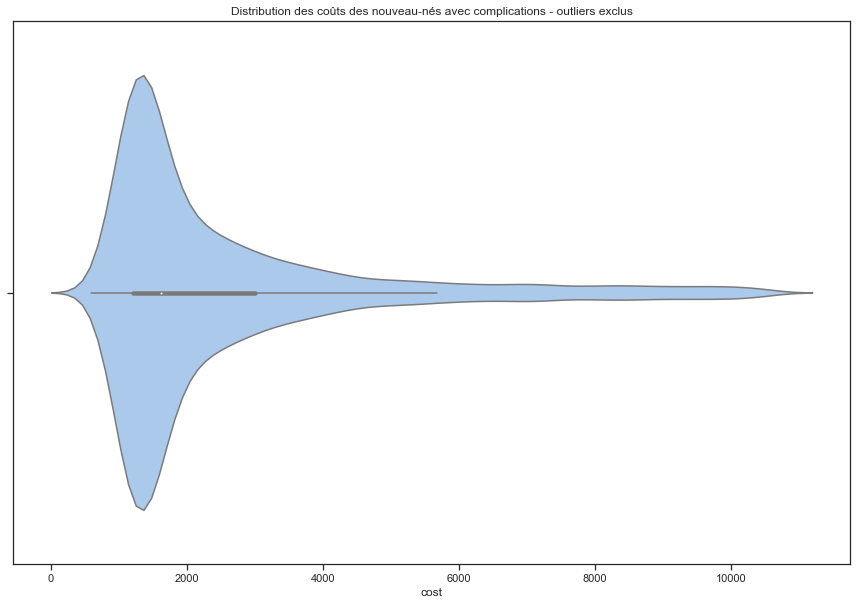 Distribution des coûts des nouveau-nés avec complications - outliers exclus
0 2000 4000 6000 8000 10000
cost